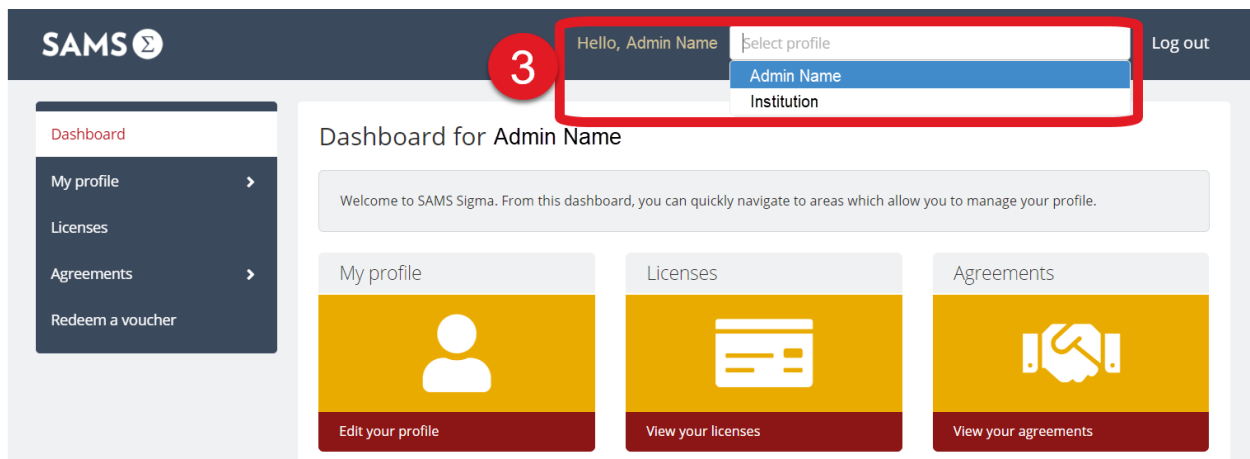 SAMS Σ
3
Hello, Admin Name
Select profile
Log out
Admin Name
Institution
Dashboard
My profile
Licenses
Agreements
Redeem a voucher
Dashboard for Admin Name
Welcome to SAMS Sigma. From this dashboard, you can quickly navigate to areas which allow you to manage your profile.
My profile
Licenses
Agreements
Edit your profile
View your licenses
View your agreements